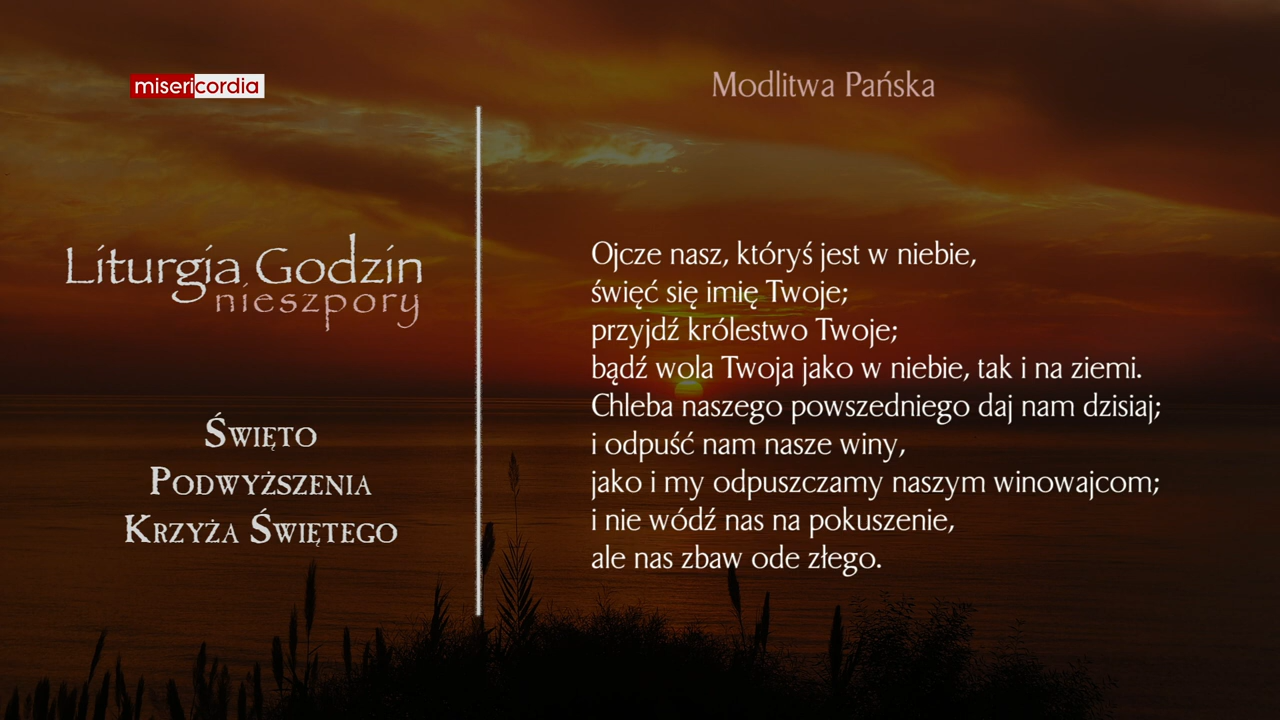 misericordia
Liturgia Godzin
nieszpory
Święto
Podwyższenia
Krzyża Świętego
Modlitwa Pańska
Ojcze nasz, któryś jest w niebie,
święć się imię Twoje;
przyjdź królestwo Twoje;
bądź wola Twoja jako w niebie, tak i na ziemi.
Chleba naszego powszedniego daj nam dzisiaj;
i odpuść nam nasze winy,
jako i my odpuszczamy naszym winowajcom;
i nie wódź nas na pokuszenie,
ale nas zbaw ode złego.